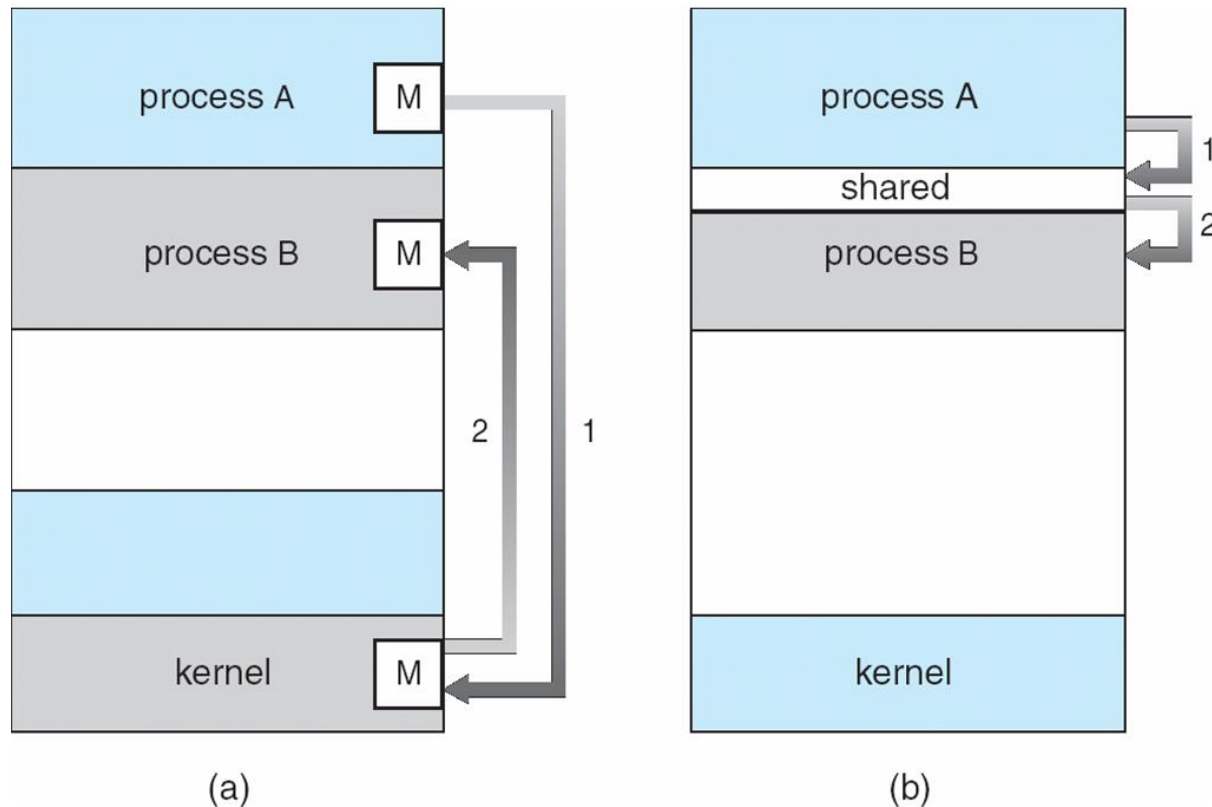 process A
M
process B
M
2
1
kernel
M
(a)
process A
1
shared
2
process B
kernel
(b)